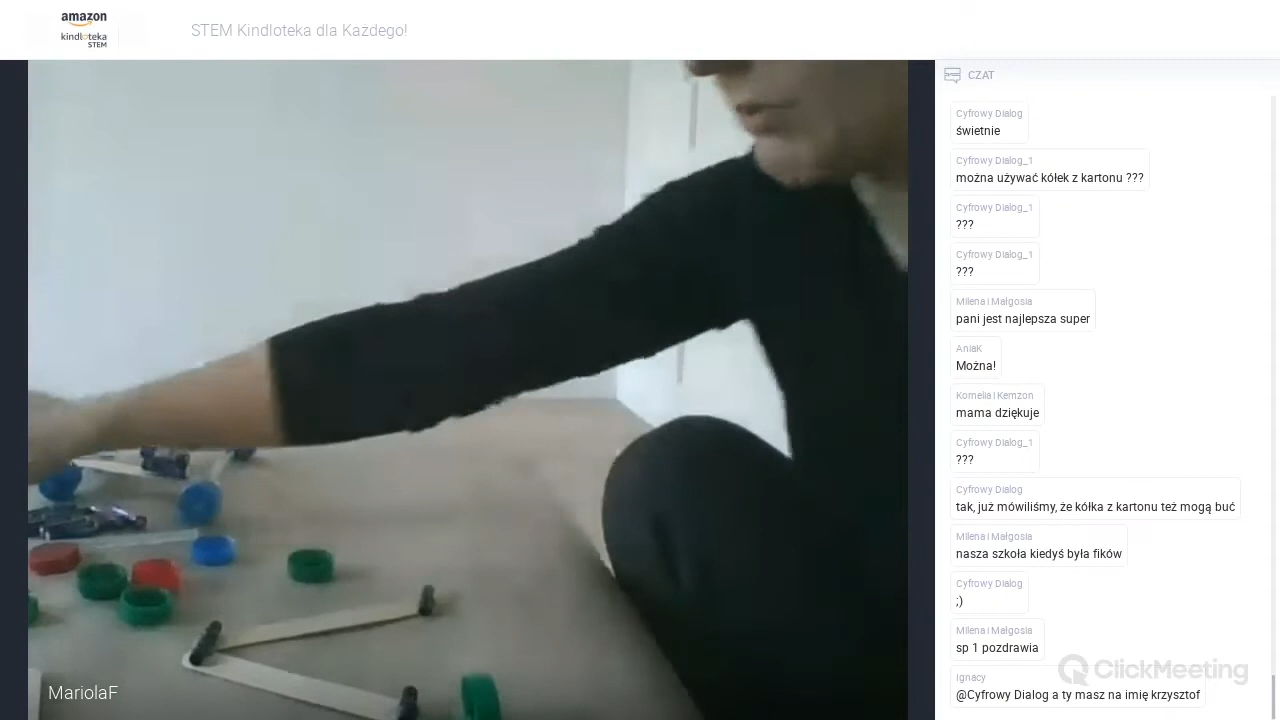 amazon
kindloteka
STEM
STEM Kindloteka dla Każdego!
CZAT
Cyfrowy Dialog
świetnie
Cyfrowy Dialog_1
można używać kółek z kartonu ???
Cyfrowy Dialog_1
???
Cyfrowy Dialog_1
???
Milena i Małgosia
pani jest najlepsza super
AniaK
Można!
Kornelia i Kemzon
mama dziękuje
Cyfrowy Dialog_1
???
Cyfrowy Dialog
tak, już mówiliśmy, że kółka z kartonu też mogą buć
Milena i Małgosia
nasza szkoła kiedyś była fików
Cyfrowy Dialog
;)
Milena i Małgosia
sp 1 pozdrawia
Ignacy
@Cyfrowy Dialog a ty masz na imię krzysztof
ClickMeeting
MariolaF